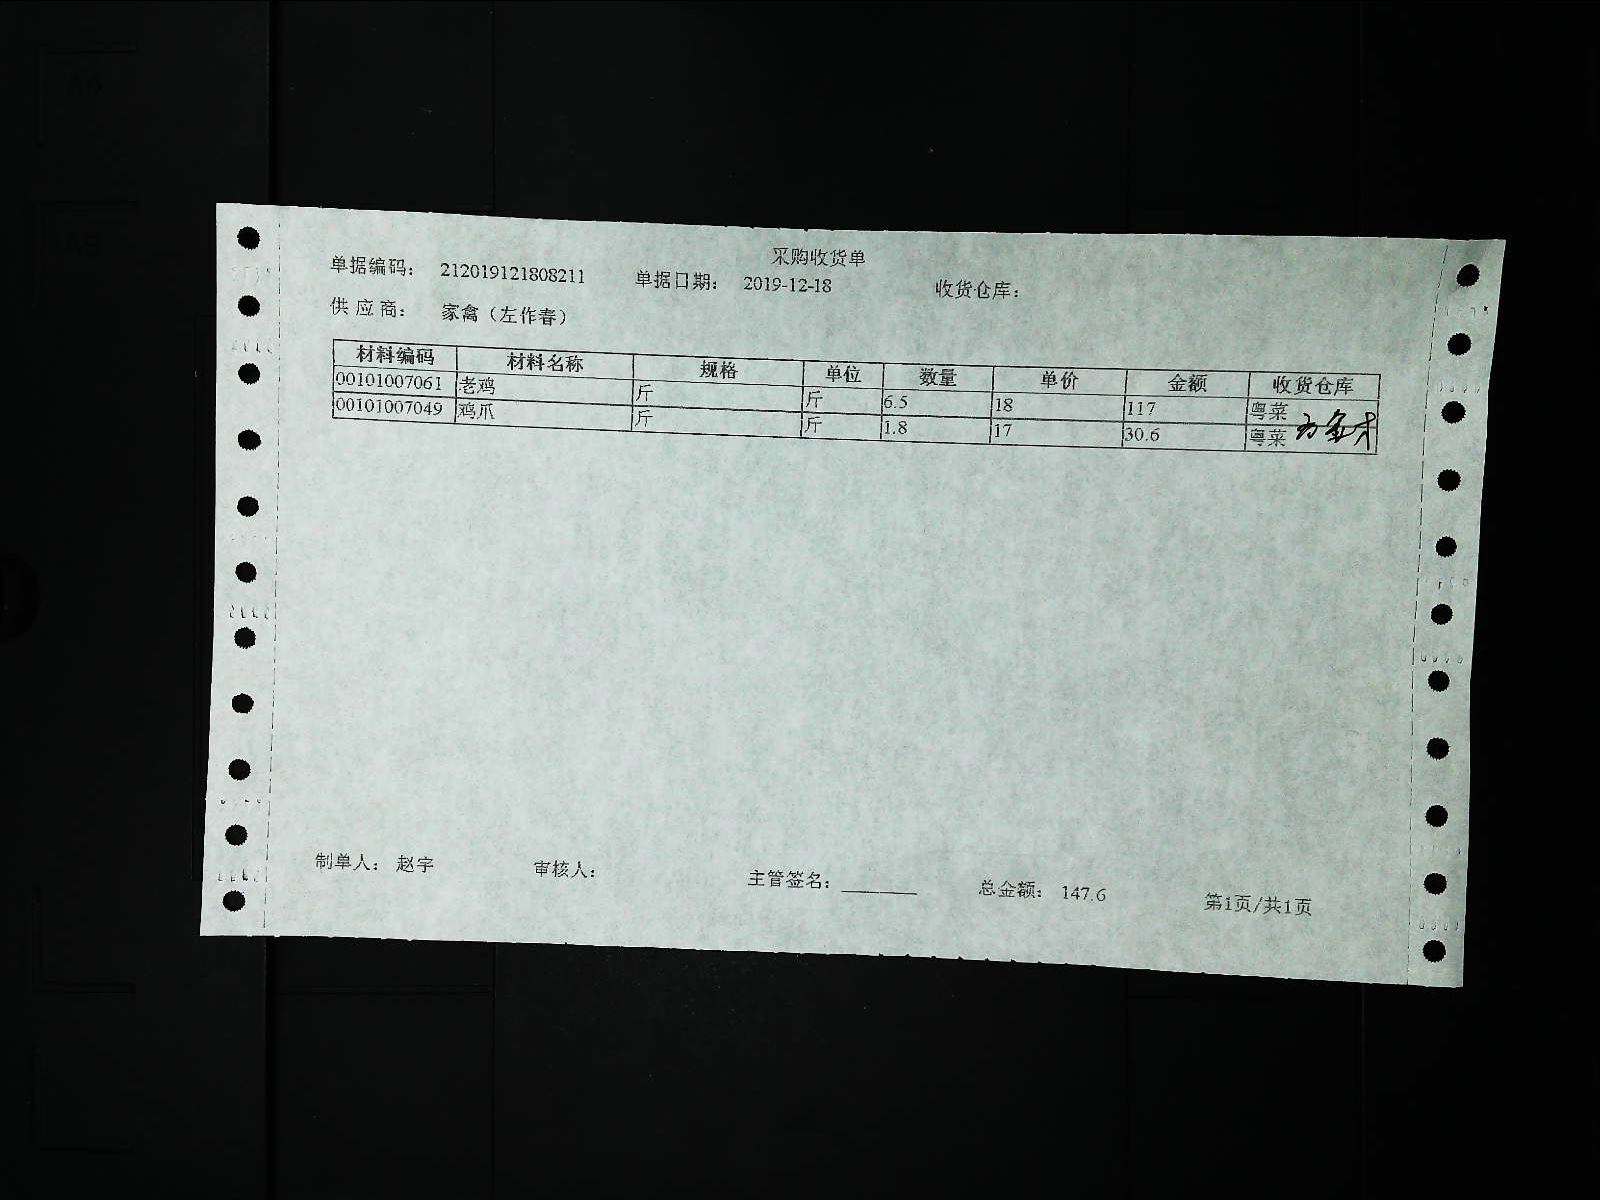 采购收货单
单据编码： 212019121808211 单据日期： 2019-12-18 收货仓库：
供 应 商： 家禽（左作春）
材料编码 材料名称 规格 单位 数量 单价 金额 收货仓库
00101007061 老鸡 斤 斤 6.5 18 117 粤菜
00101007049 鸡爪 斤 斤 1.8 17 30.6 粤菜
制单人： 赵宇 审核人： 主管签名： 总金额： 147.6 第1页/共1页